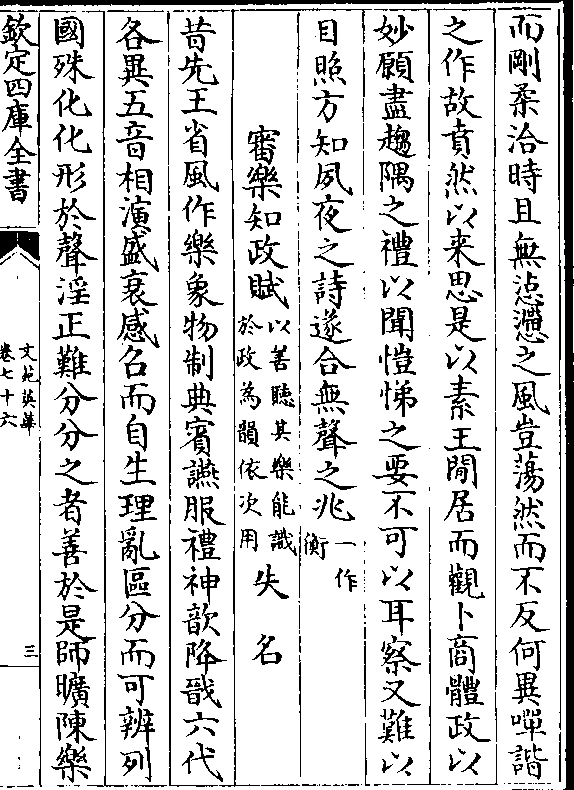 而剛柔洽時且無惉懘之風豈蕩然而不反何異嘽諧
之作故賁然以来思是以素王閒居而觀卜商體政以
妙願盡趨隅之禮以聞愷悌之要不可以耳察又難以
目照方知夙夜之詩遂合無聲之兆一作衡
審樂知政賦以善聽其樂能識於政為韻依次用 失名
昔先王省風作樂象物制典賓讌服禮神歆降戩六代
各異五音相演盛衰感召而自生理亂區分而可辨列
國殊化化形於聲淫正難分分之者善於是師曠陳樂
欽定四庫全書
文苑英華
卷七十六
三